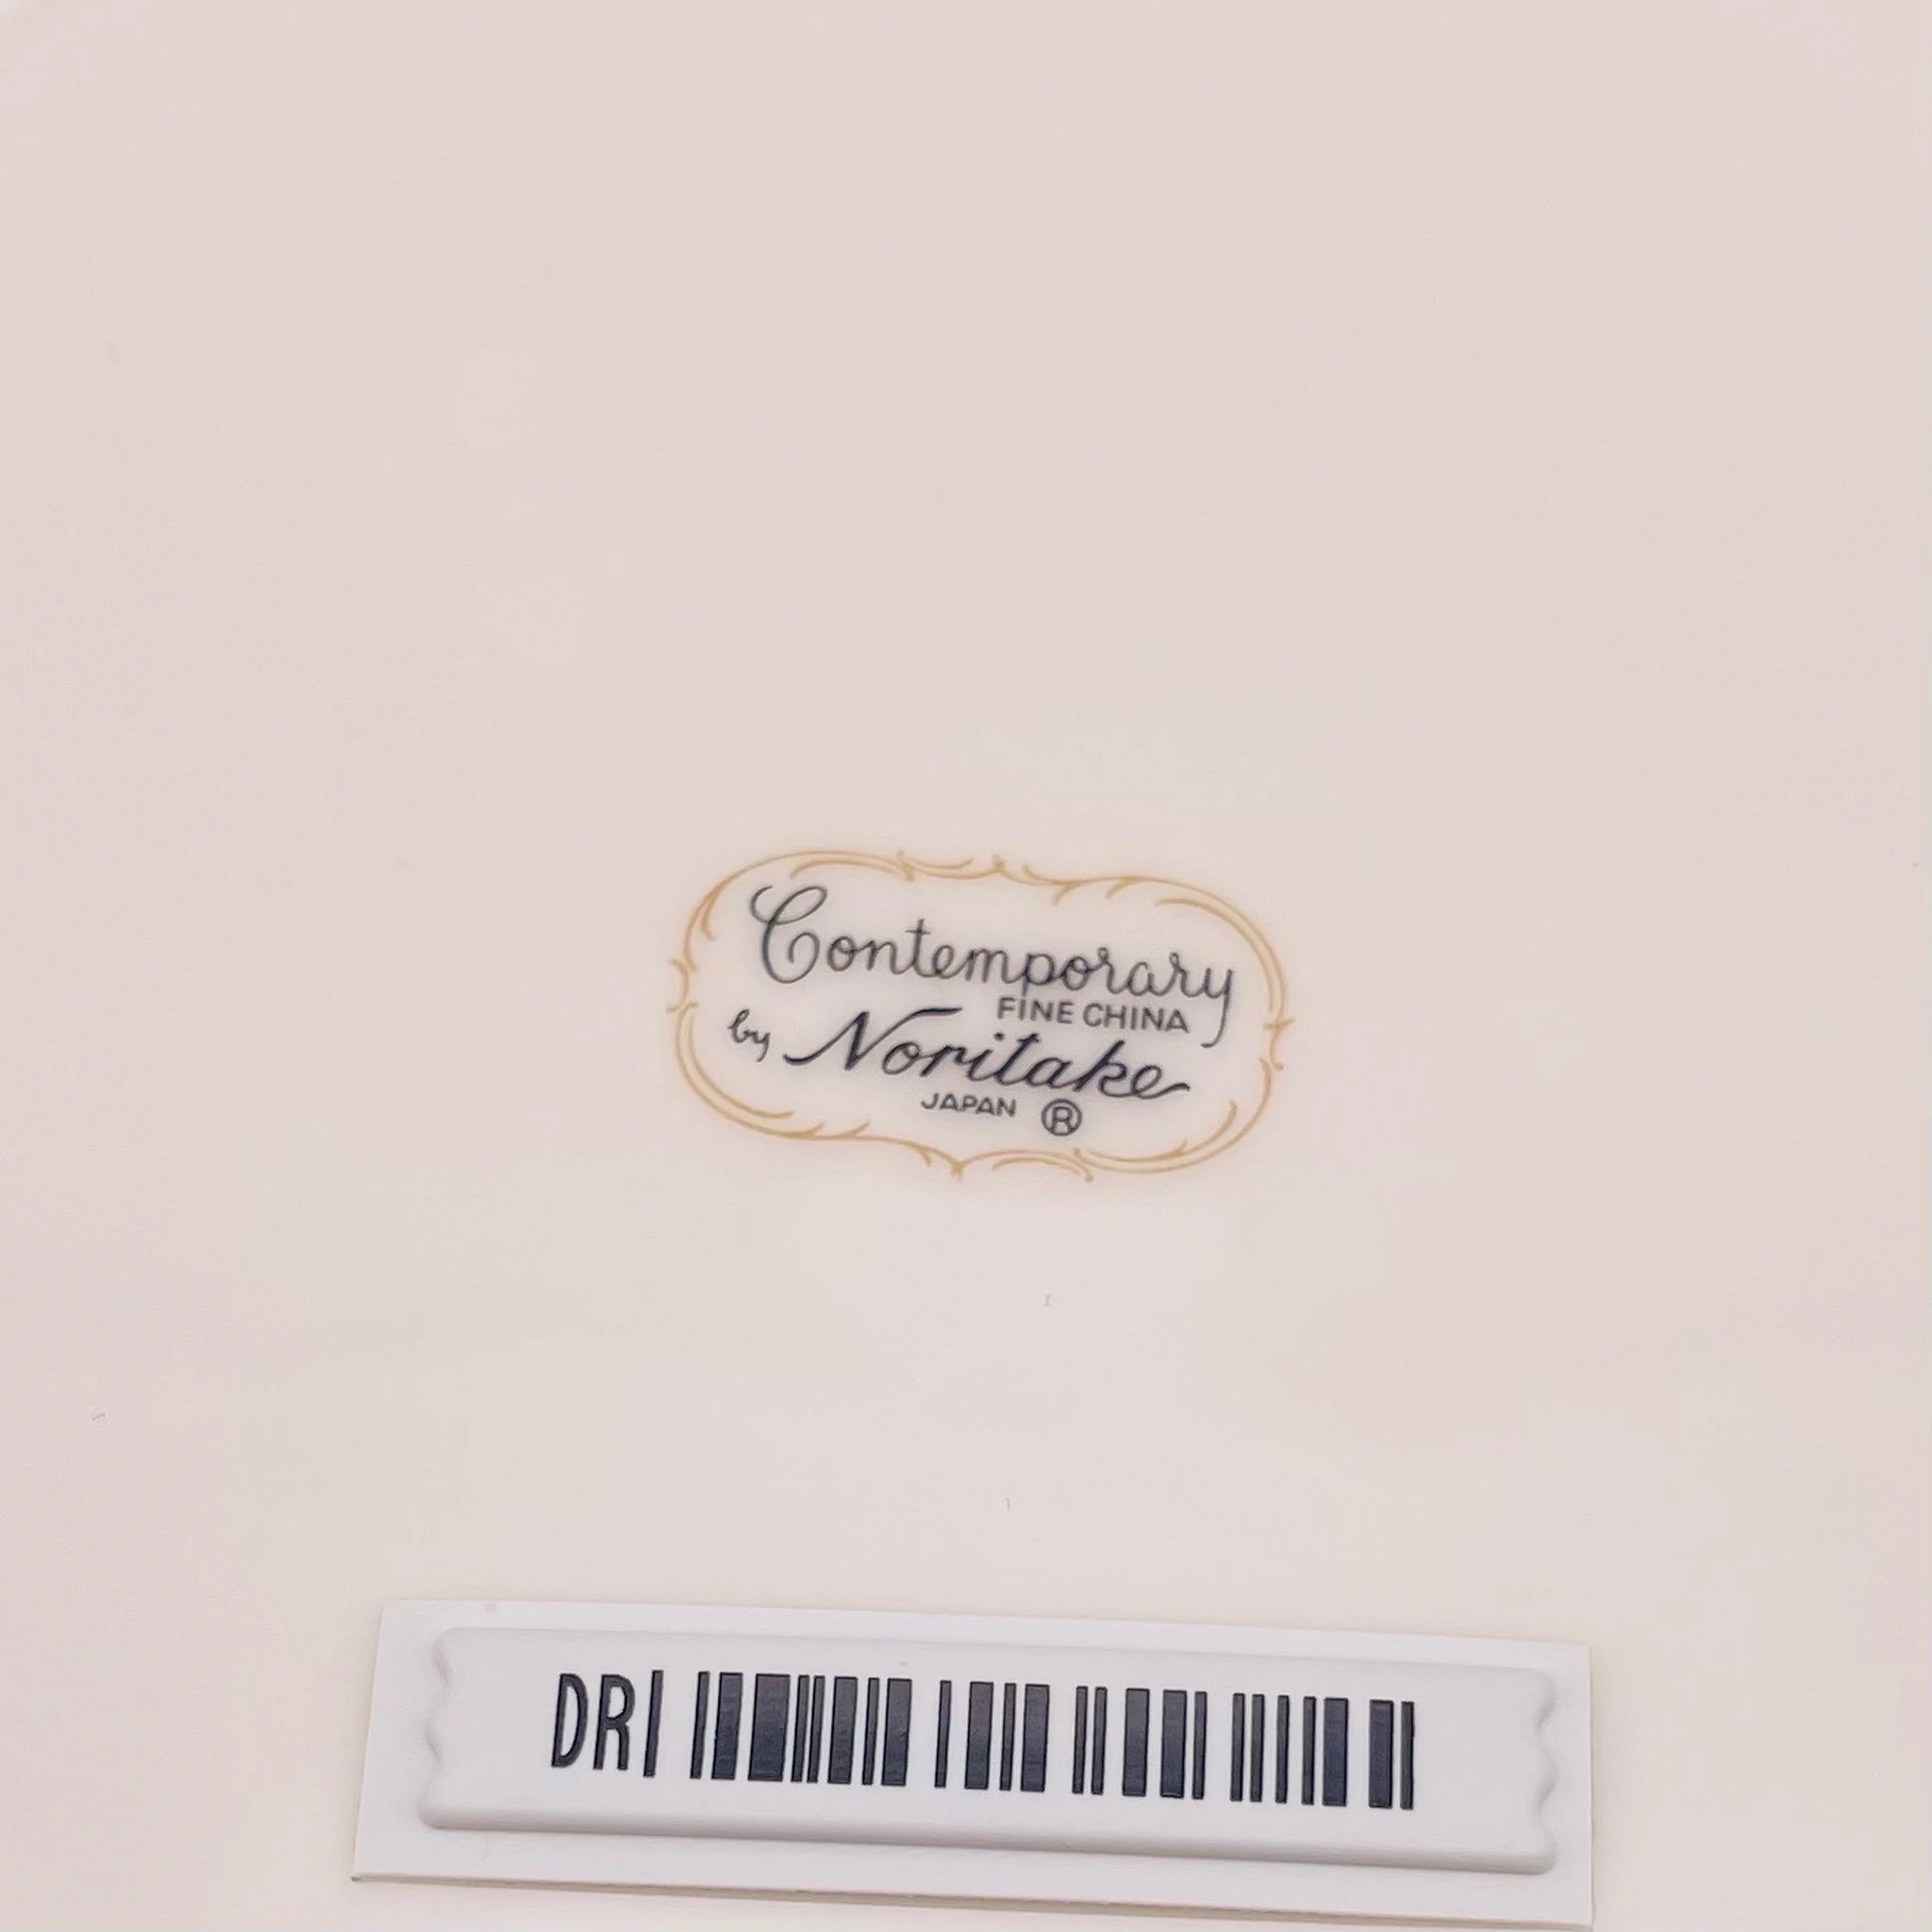 Contemporary
FINE CHINA
by Noritake
JAPAN ®
DRI